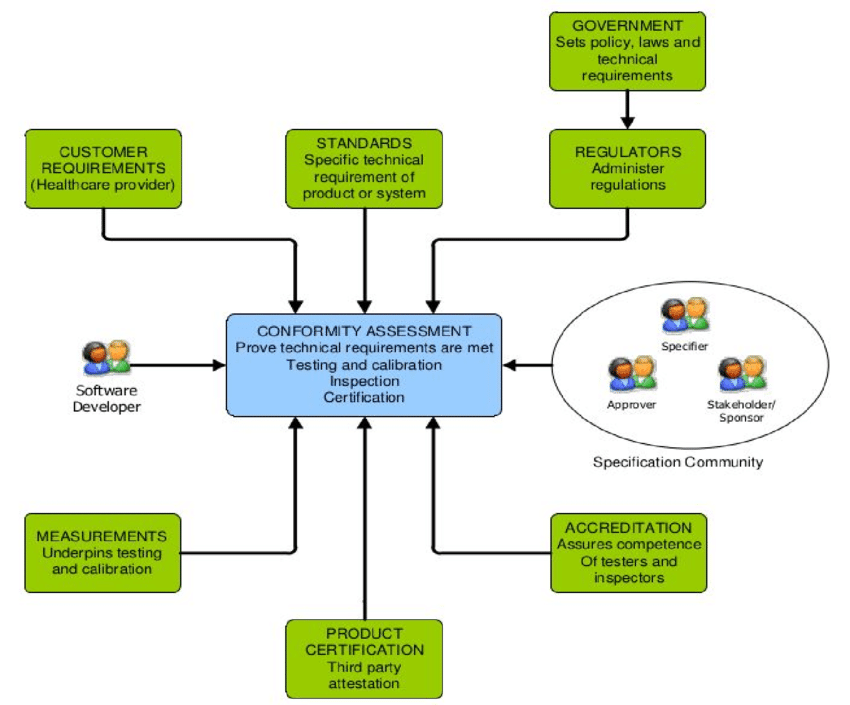 GOVERNMENT
Sets policy, laws and
technical
requirements
CUSTOMER
REQUIREMENTS
(Healthcare provider)
STANDARDS
Specific technical
requirement of
product or system
REGULATORS
Administer
regulations
CONFORMITY ASSESSMENT
Prove technical requirements are met
Testing and calibration
Inspection
Certification
Software
Developer
Specifier
Approver
Stakeholder/
Sponsor
Specification Community
MEASUREMENTS
Underpins testing
and calibration
ACCREDITATION
Assures competence
Of testers and
inspectors
PRODUCT
CERTIFICATION
Third party
attestation